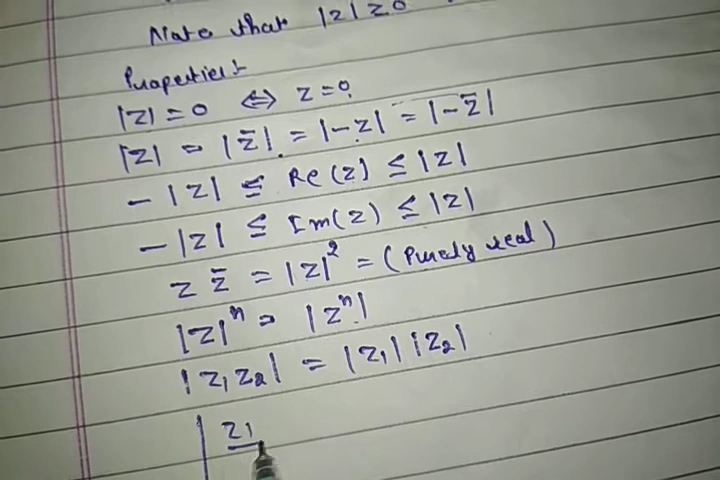 Note that |z| ≥ 0
Properties:
|z| = 0 ⇔ z = 0.
|z| = |z̄| = |-z| = |-z̄|
- |z| ≤ Re(z) ≤ |z|
- |z| ≤ Im(z) ≤ |z|
z z̄ = |z|² = (Purely real)
|z|ⁿ = |zⁿ|
|z₁z₂| = |z₁| |z₂|
| z₁